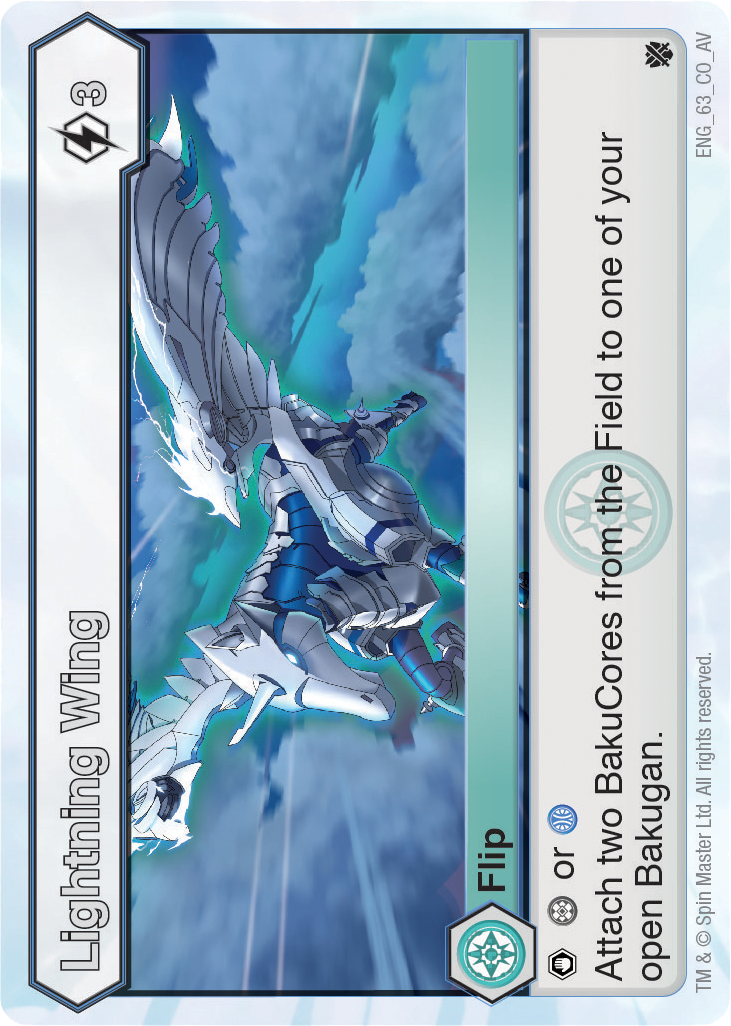 Lightning Wing 3
Flip
or
Attach two BakuCores from the Field to one of your
open Bakugan.
TM & © Spin Master Ltd. All rights reserved. ENG_63_CO_AV